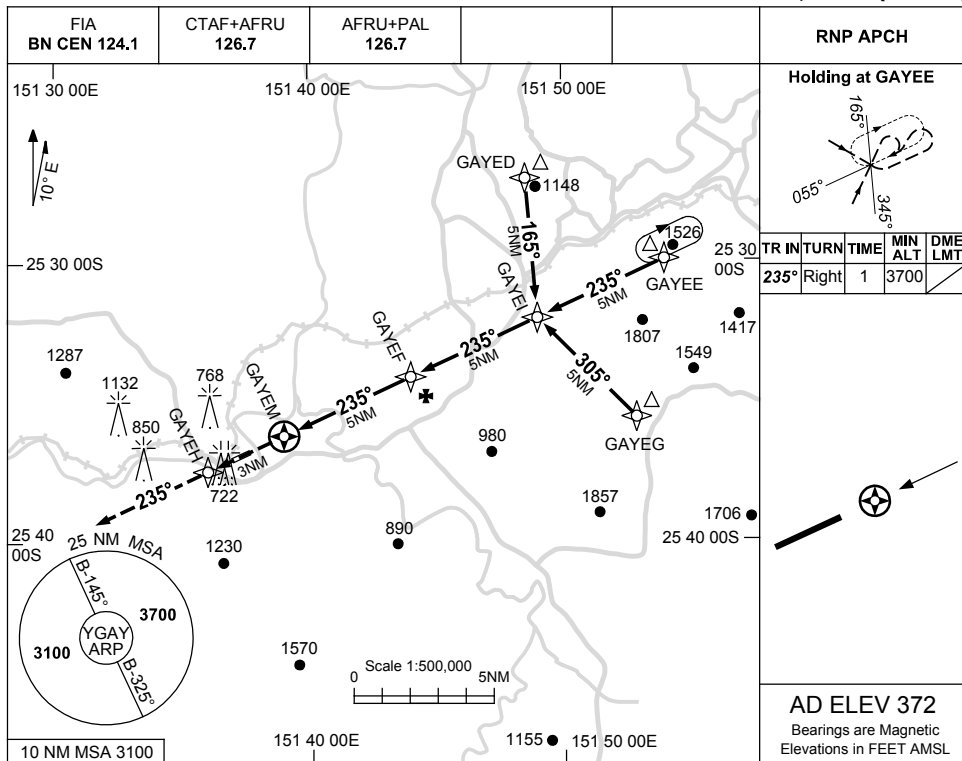 FIA
BN CEN 124.1
CTAF+AFRU
126.7
AFRU+PAL
126.7
RNP APCH
151 30 00E
151 40 00E
151 50 00E
10° E
GAYED
1148
165°
5NM
1526
25 30
00S
25 30
00S
GAYEE
235°
5NM
GAYEI
1807
1417
1549
235°
5NM
GAYEF
305°
5NM
GAYEG
1287
1132
768
850
GAYEM
235°
5NM
GAYEH
3NM
722
980
235°
1857
1706
25 40
00S
25 40 00S
890
1230
25 NM MSA
B-145°
3700
YGAY
ARP
3100
B-325°
1570
Scale 1:500,000
0
5NM
1155
151 40 00E
151 50 00E
10 NM MSA 3100
Holding at GAYEE
165°
055°
345°
TR IN
TURN
TIME
MIN
ALT
DME
LMT
235°
Right
1
3700
AD ELEV 372
Bearings are Magnetic
Elevations in FEET AMSL